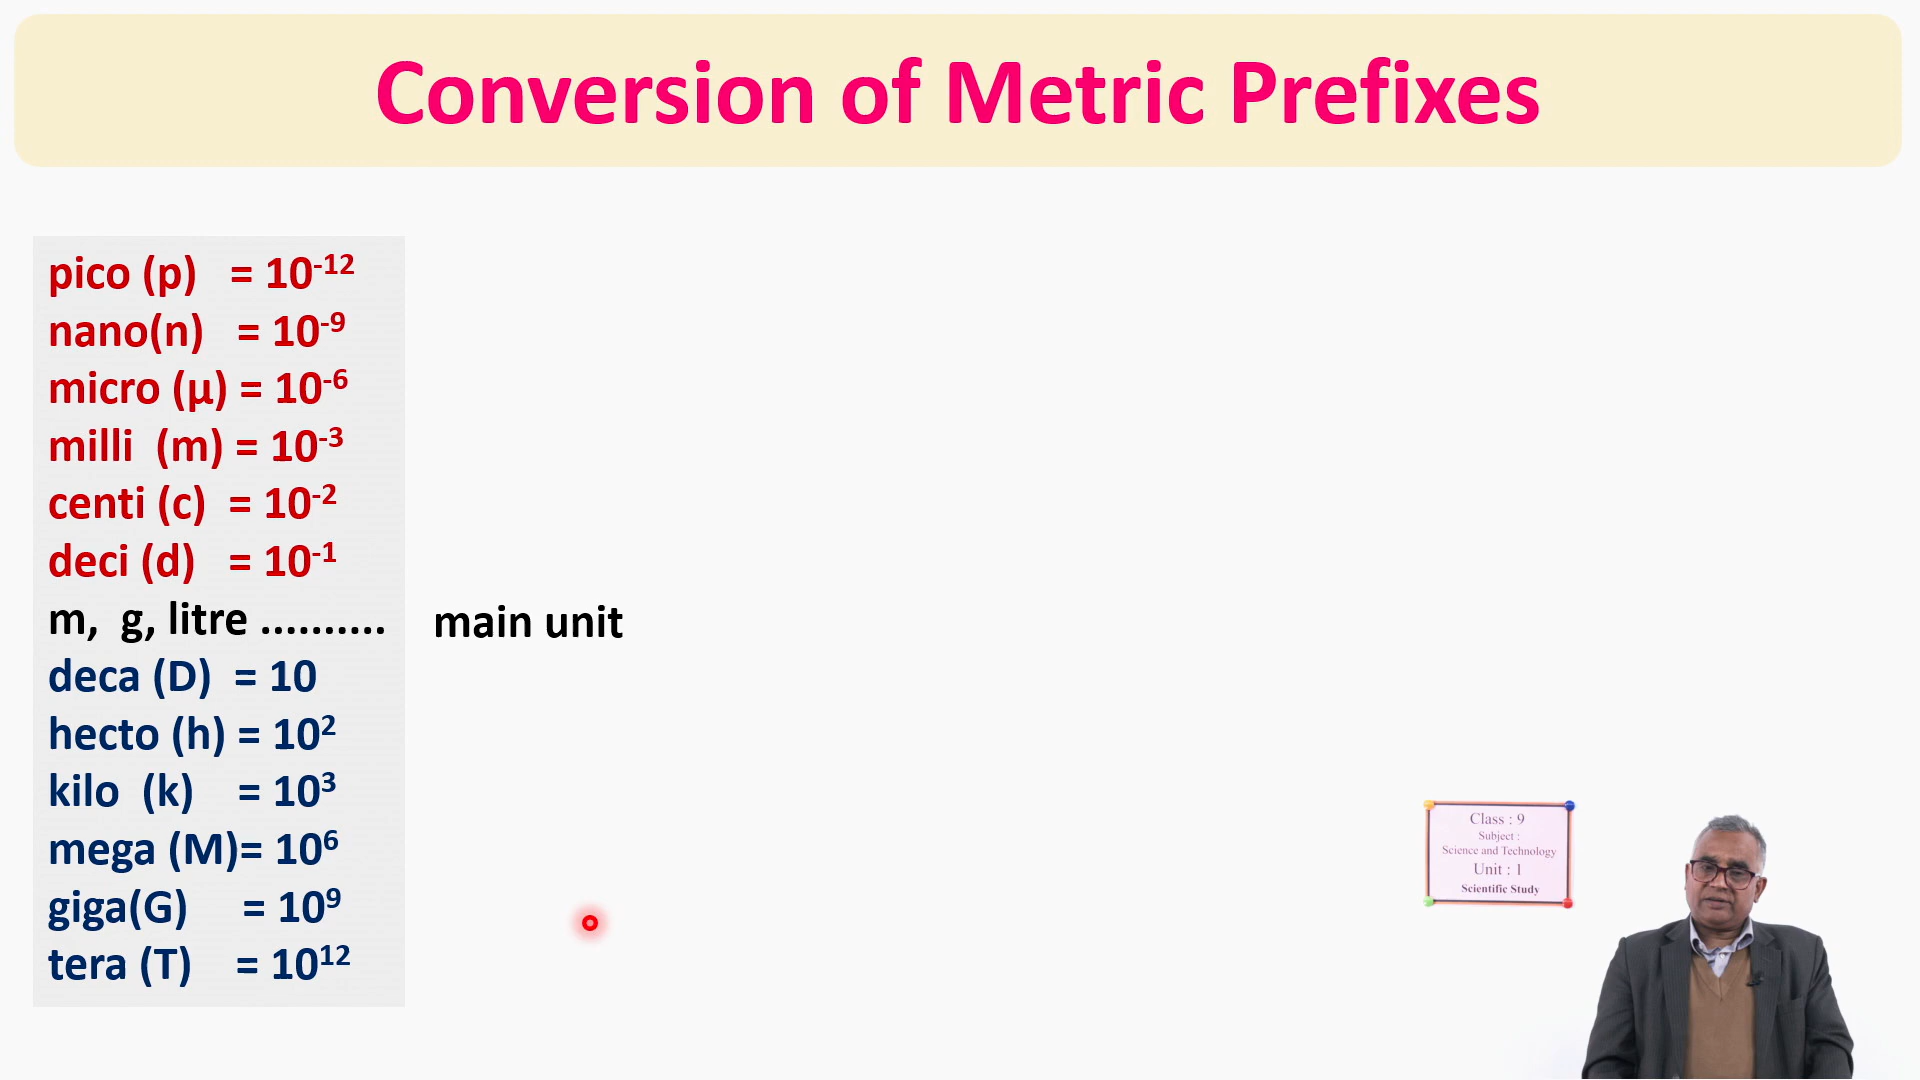 Conversion of Metric Prefixes
pico (p) = 10⁻¹²
nano(n) = 10⁻⁹
micro (µ) = 10⁻⁶
milli (m) = 10⁻³
centi (c) = 10⁻²
deci (d) = 10⁻¹
m, g, litre .......... main unit
deca (D) = 10
hecto (h) = 10²
kilo (k) = 10³
mega (M)= 10⁶
giga(G) = 10⁹
tera (T) = 10¹²
Class : 9
Subject :
Science and Technology
Unit : 1
Scientific Study